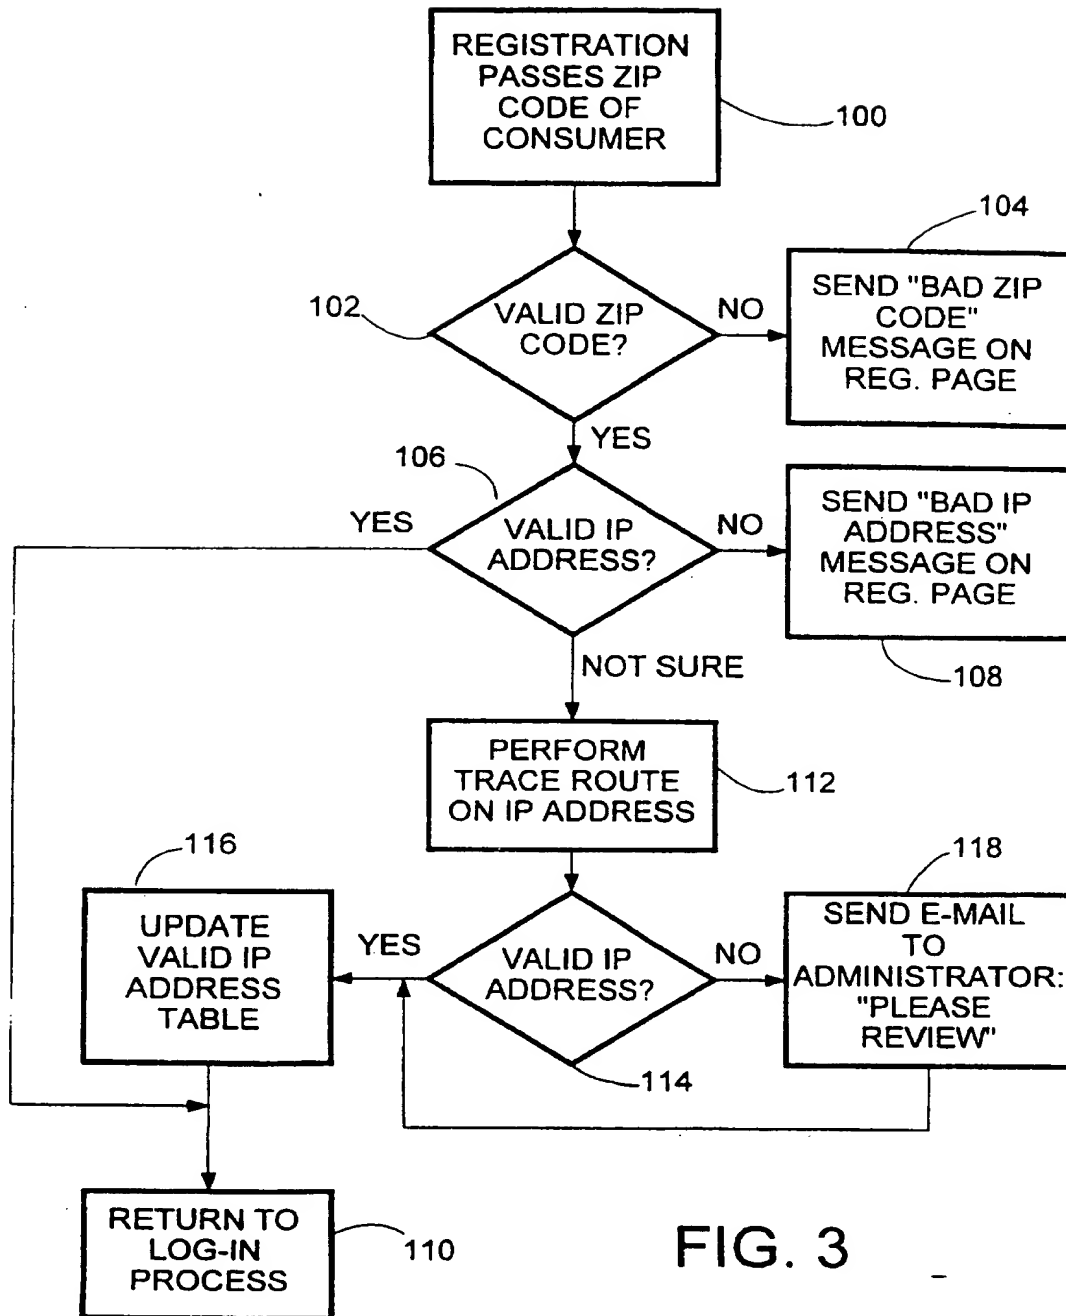 REGISTRATION
PASSES ZIP
CODE OF
CONSUMER
100
102
VALID ZIP
CODE?
NO
104
SEND "BAD ZIP
CODE"
MESSAGE ON
REG. PAGE
YES
106
YES
VALID IP
ADDRESS?
NO
SEND "BAD IP
ADDRESS"
MESSAGE ON
REG. PAGE
108
NOT SURE
PERFORM
TRACE ROUTE
ON IP ADDRESS
112
116
UPDATE
VALID IP
ADDRESS
TABLE
YES
VALID IP
ADDRESS?
114
NO
118
SEND E-MAIL
TO
ADMINISTRATOR:
"PLEASE
REVIEW"
RETURN TO
LOG-IN
PROCESS
110
FIG. 3